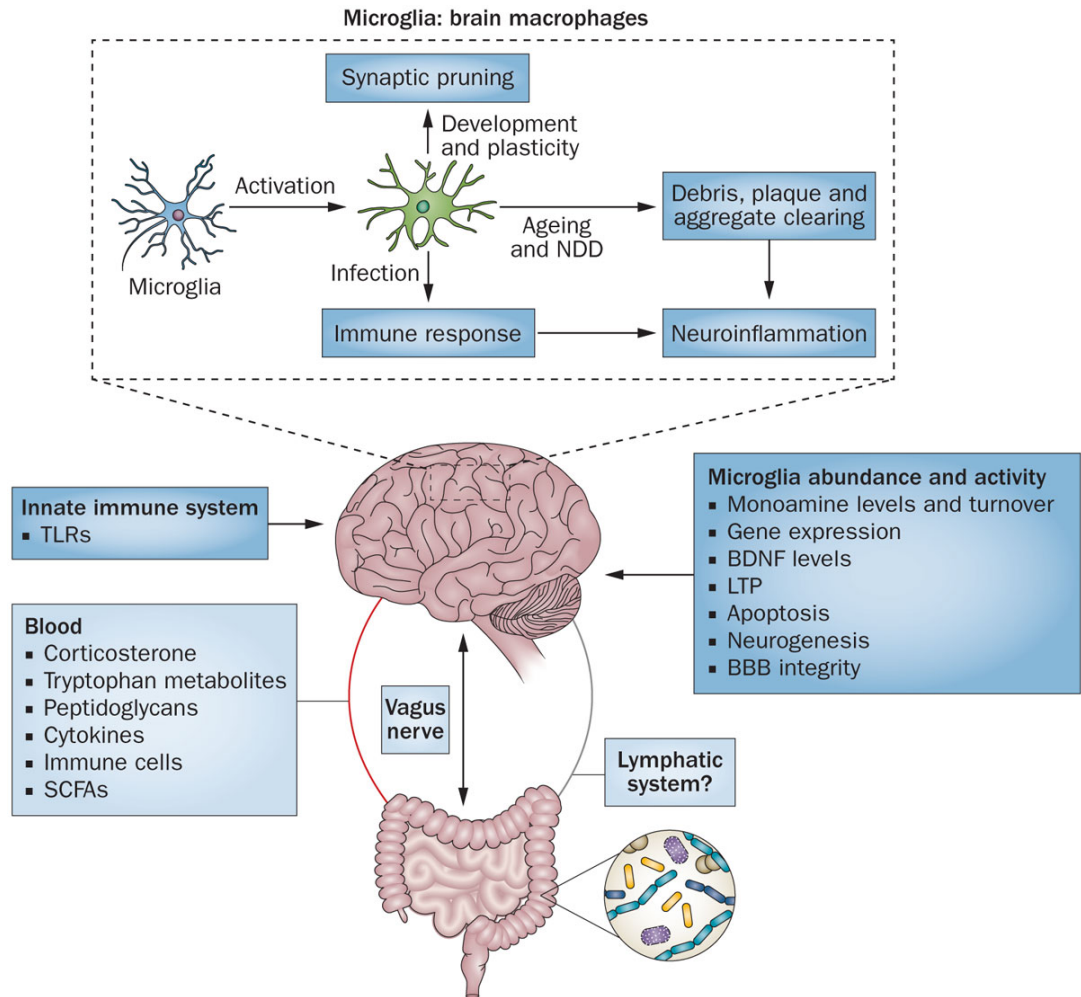 Microglia: brain macrophages
Synaptic pruning
Development
and plasticity
Activation
Debris, plaque and
aggregate clearing
Ageing
and NDD
Infection
Microglia
Immune response
Neuroinflammation
Microglia abundance and activity
▪ Monoamine levels and turnover
▪ Gene expression
▪ BDNF levels
▪ LTP
▪ Apoptosis
▪ Neurogenesis
▪ BBB integrity
Innate immune system
▪ TLRs
Blood
▪ Corticosterone
▪ Tryptophan metabolites
▪ Peptidoglycans
▪ Cytokines
▪ Immune cells
▪ SCFAs
Vagus
nerve
Lymphatic
system?